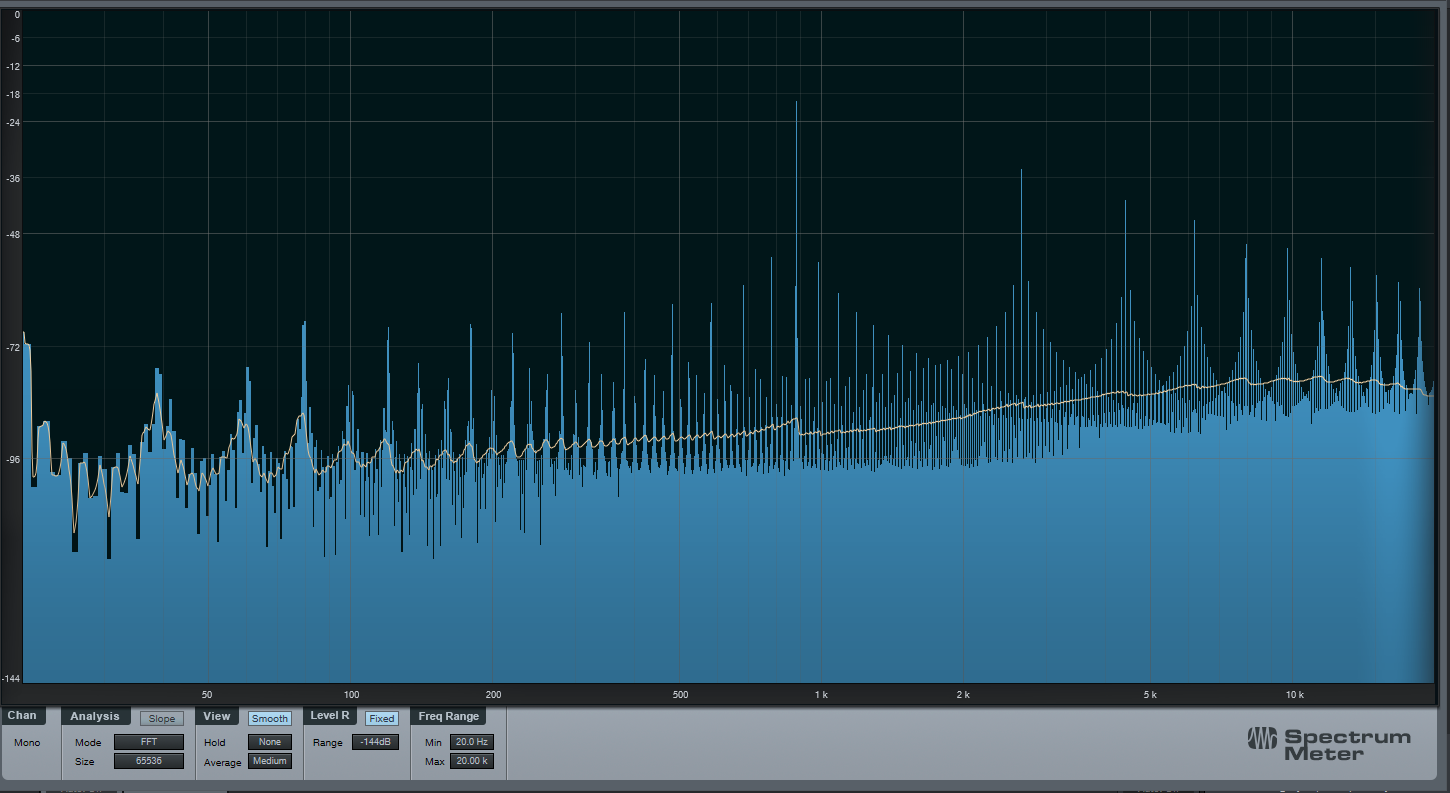 0
-6
-12
-18
-24
-36
-48
-72
-96
-144
50 100 200 500 1 k 2 k 5 k 10 k
Chan Analysis Slope View Smooth Level R Fixed Freq Range
Mono Mode FFT Hold None Range -144dB Min 20.0 Hz
Size 65536 Average Medium Max 20.00 k
Spectrum
Meter